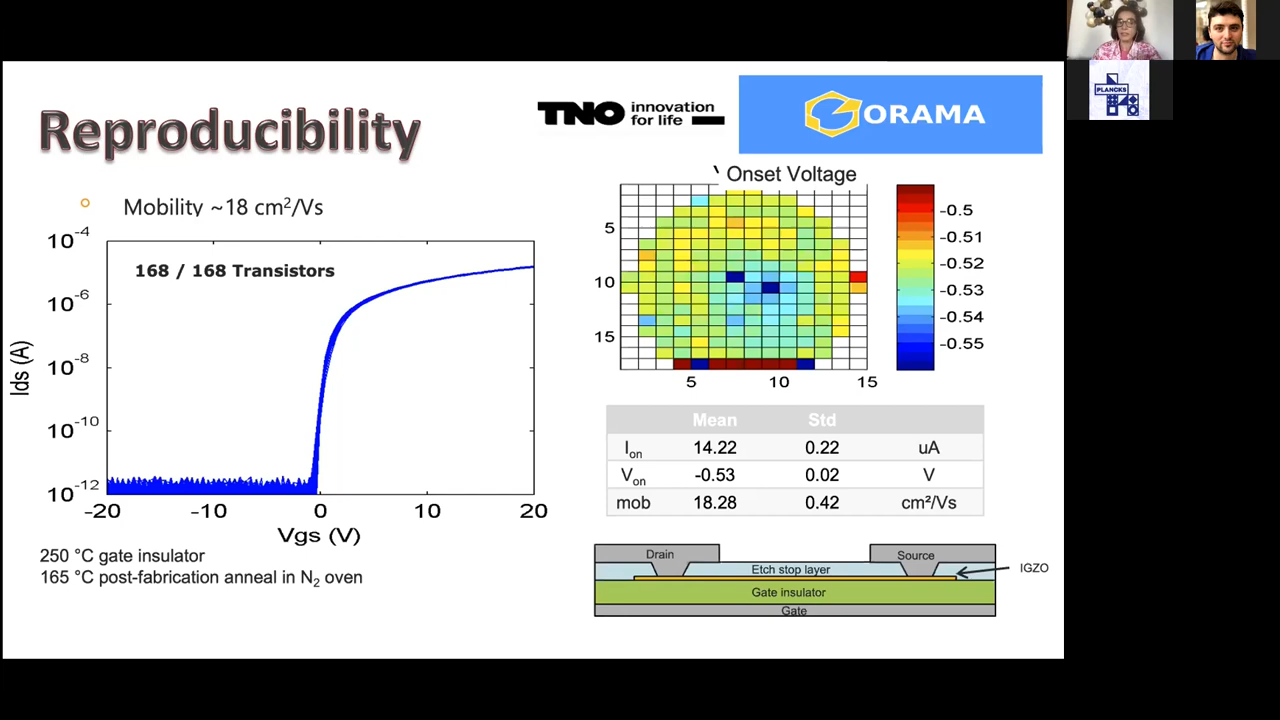 PLANCKS
Reproducibility
TNO innovation
for life
ORAMA
Mobility ~18 cm²/Vs
168 / 168 Transistors
10⁻⁴
10⁻⁶
10⁻⁸
10⁻¹⁰
10⁻¹²
Ids (A)
-20 -10 0 10 20
Vgs (V)
250 °C gate insulator
165 °C post-fabrication anneal in N₂ oven
Onset Voltage
5
10
15
5 10 15
-0.5
-0.51
-0.52
-0.53
-0.54
-0.55
Mean Std
Iₒₙ 14.22 0.22 uA
Vₒₙ -0.53 0.02 V
mob 18.28 0.42 cm²/Vs
Drain Source
Etch stop layer
IGZO
Gate insulator
Gate